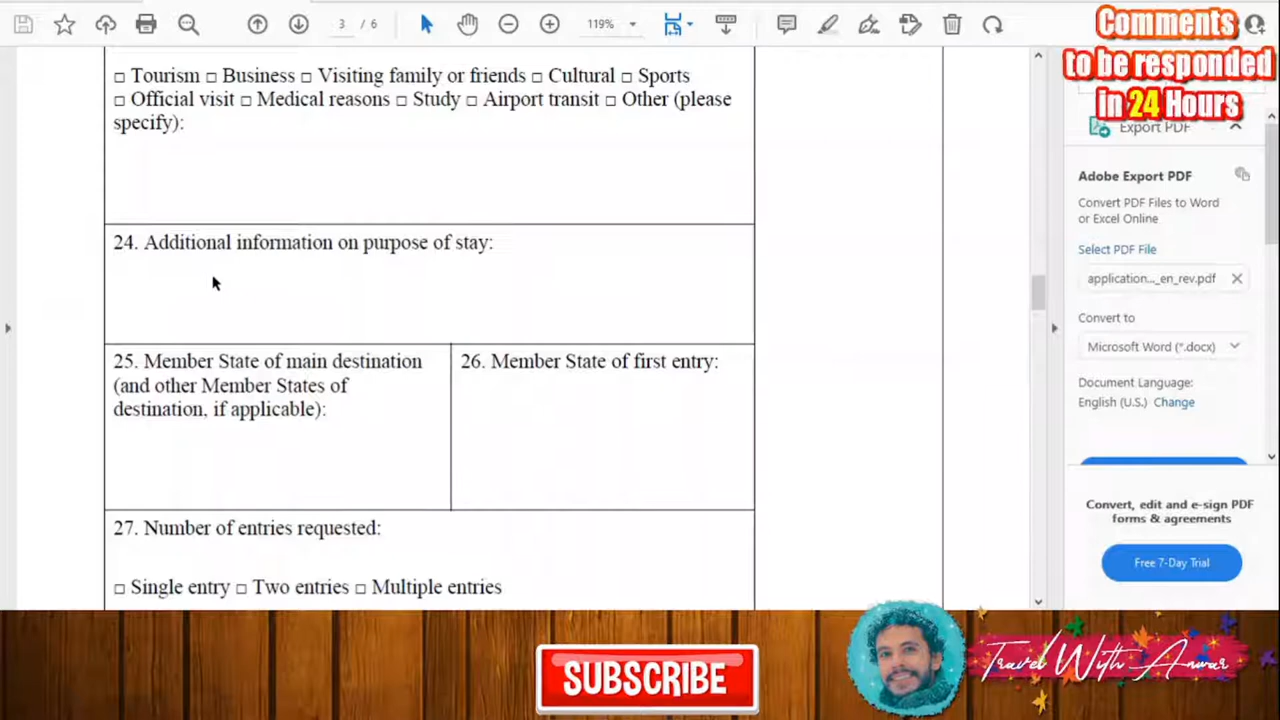 3 / 6
119%
Comments
to be responded
in 24 Hours
□ Tourism □ Business □ Visiting family or friends □ Cultural □ Sports
□ Official visit □ Medical reasons □ Study □ Airport transit □ Other (please
specify):
24. Additional information on purpose of stay:
25. Member State of main destination
(and other Member States of
destination, if applicable):
26. Member State of first entry:
27. Number of entries requested:
□ Single entry □ Two entries □ Multiple entries
Export PDF
Adobe Export PDF
Convert PDF Files to Word
or Excel Online
Select PDF File
application..._en_rev.pdf
Convert to
Microsoft Word (*.docx)
Document Language:
English (U.S.) Change
Convert, edit and e-sign PDF
forms & agreements
Free 7-Day Trial
SUBSCRIBE
Travel With Anwar